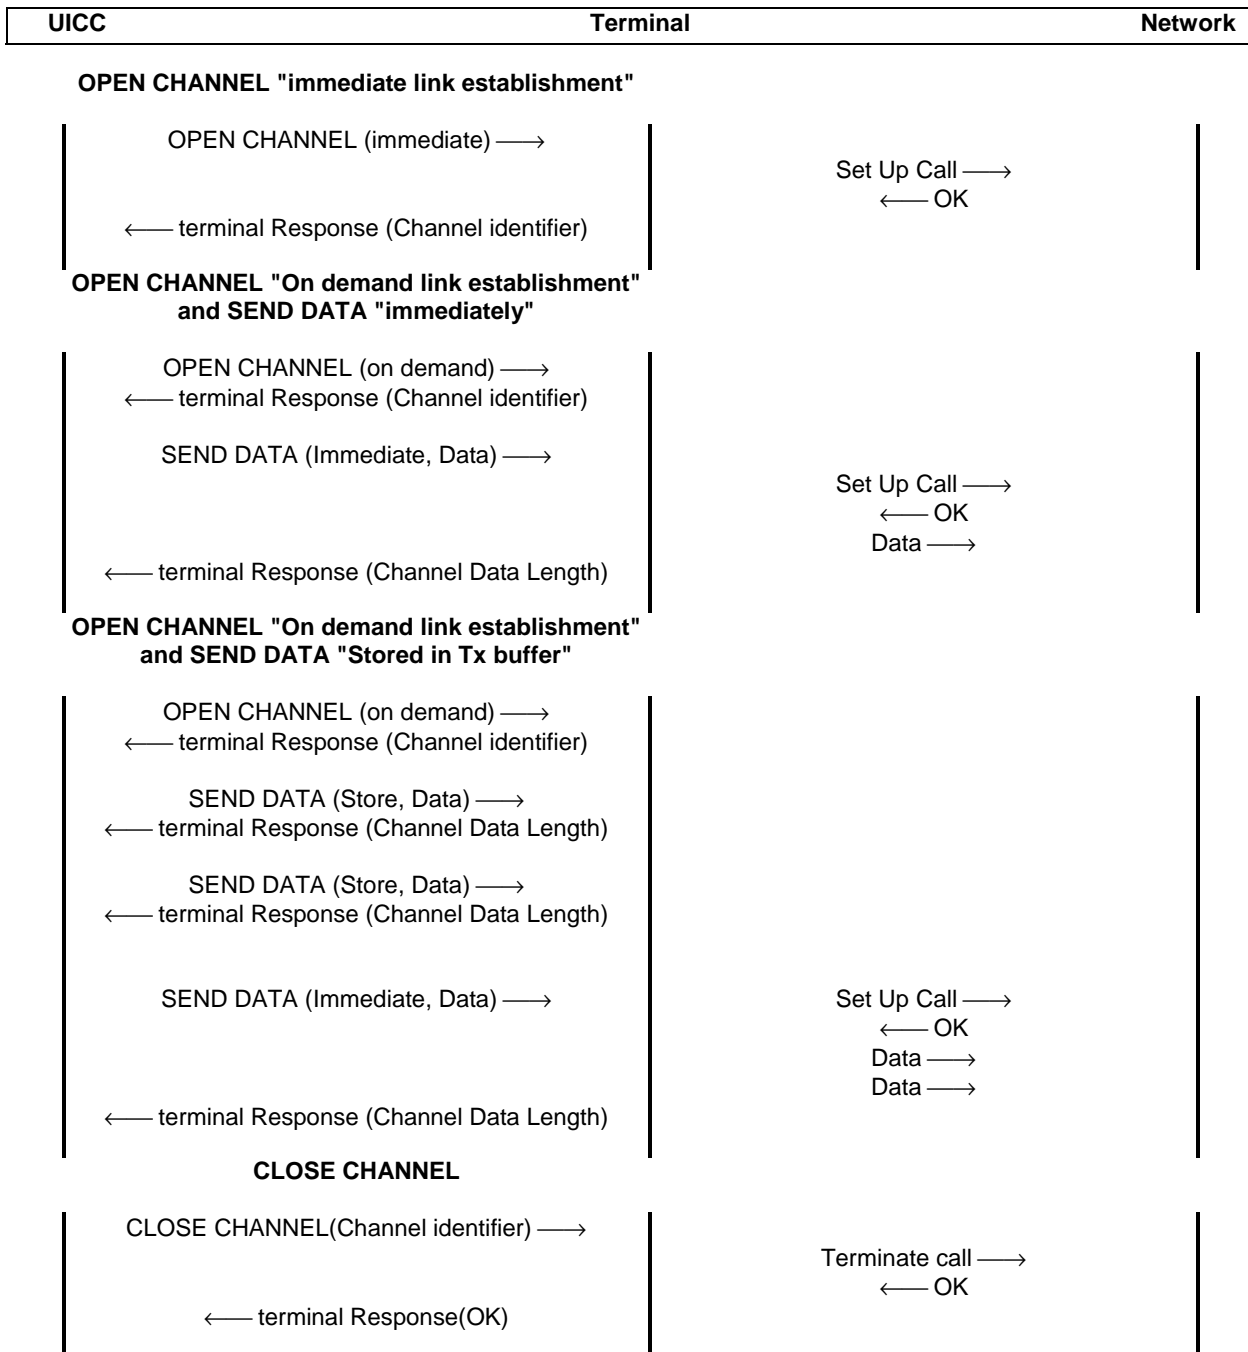 UICC Terminal Network
OPEN CHANNEL "immediate link establishment"
OPEN CHANNEL (immediate) ⟶
Set Up Call ⟶
⟵ OK
⟵ terminal Response (Channel identifier)
OPEN CHANNEL "On demand link establishment"
and SEND DATA "immediately"
OPEN CHANNEL (on demand) ⟶
⟵ terminal Response (Channel identifier)
SEND DATA (Immediate, Data) ⟶
Set Up Call ⟶
⟵ OK
Data ⟶
⟵ terminal Response (Channel Data Length)
OPEN CHANNEL "On demand link establishment"
and SEND DATA "Stored in Tx buffer"
OPEN CHANNEL (on demand) ⟶
⟵ terminal Response (Channel identifier)
SEND DATA (Store, Data) ⟶
⟵ terminal Response (Channel Data Length)
SEND DATA (Store, Data) ⟶
⟵ terminal Response (Channel Data Length)
SEND DATA (Immediate, Data) ⟶ Set Up Call ⟶
⟵ OK
Data ⟶
Data ⟶
⟵ terminal Response (Channel Data Length)
CLOSE CHANNEL
CLOSE CHANNEL(Channel identifier) ⟶
Terminate call ⟶
⟵ OK
⟵ terminal Response(OK)